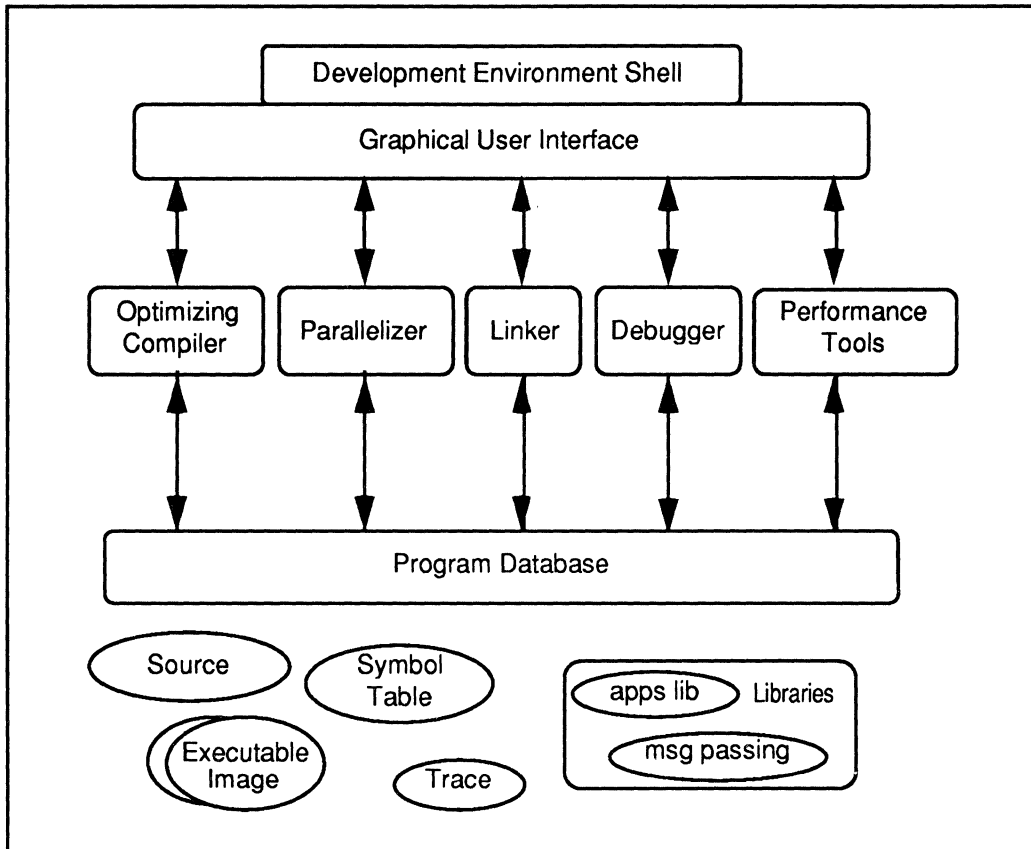 Development Environment Shell
Graphical User Interface
Optimizing
Compiler
Parallelizer
Linker
Debugger
Performance
Tools
Program Database
Source
Symbol
Table
Executable
Image
Trace
apps lib
Libraries
msg passing